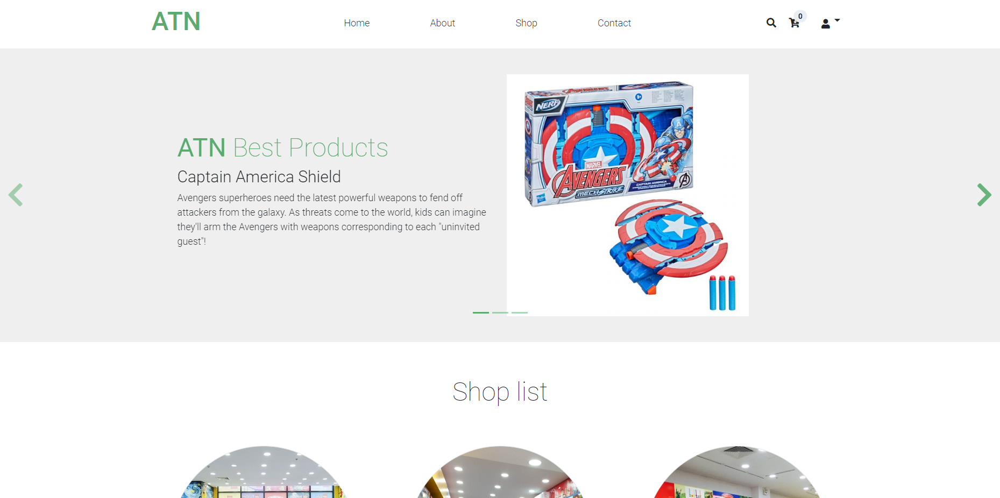 ATN
Home
About
Shop
Contact
0
ATN Best Products
Captain America Shield
Avengers superheroes need the latest powerful weapons to fend off
attackers from the galaxy. As threats come to the world, kids can imagine
they'll arm the Avengers with weapons corresponding to each "uninvited
guest"!
NERF
5+
MARVEL
AVENGERS
MECH STRIKE
CAPTAIN AMERICA
Hasbro
Shop list